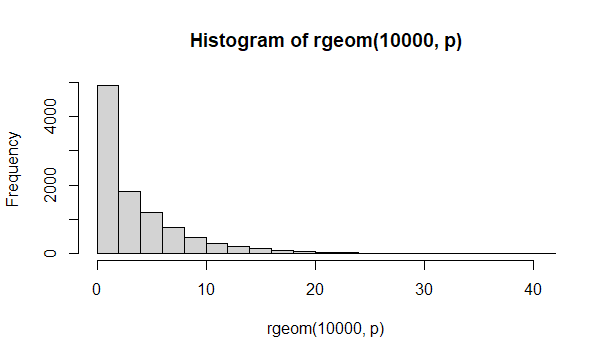 Histogram of rgeom(10000, p)
Frequency
4000
2000
0
0 10 20 30 40
rgeom(10000, p)